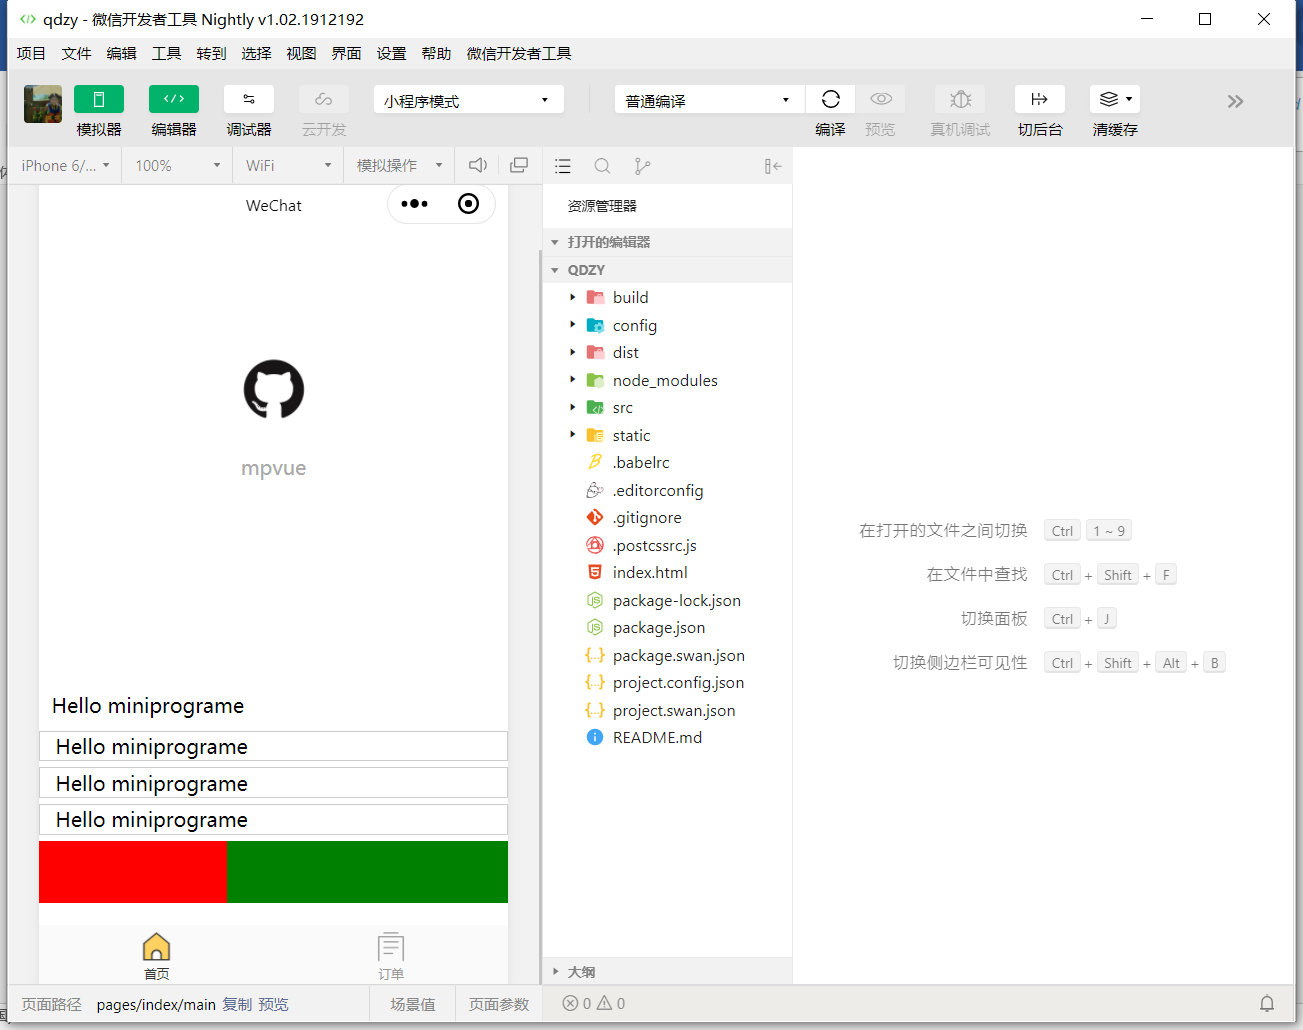 qdzy - 微信开发者工具 Nightly v1.02.1912192
项目 文件 编辑 工具 转到 选择 视图 界面 设置 帮助 微信开发者工具
小程序模式 普通编译
模拟器 编辑器 调试器 云开发 编译 预览 真机调试 切后台 清缓存
iPhone 6/... 100% WiFi 模拟操作
WeChat
mpvue
Hello miniprograme
Hello miniprograme
Hello miniprograme
Hello miniprograme
首页 订单
资源管理器
打开的编辑器
QDZY
build
config
dist
node_modules
src
static
.babelrc
.editorconfig
.gitignore
.postcssrc.js
index.html
package-lock.json
package.json
package.swan.json
project.config.json
project.swan.json
README.md
大纲
在打开的文件之间切换 Ctrl 1 ~ 9
在文件中查找 Ctrl + Shift + F
切换面板 Ctrl + J
切换侧边栏可见性 Ctrl + Shift + Alt + B
页面路径 pages/index/main 复制 预览 场景值 页面参数 0 0